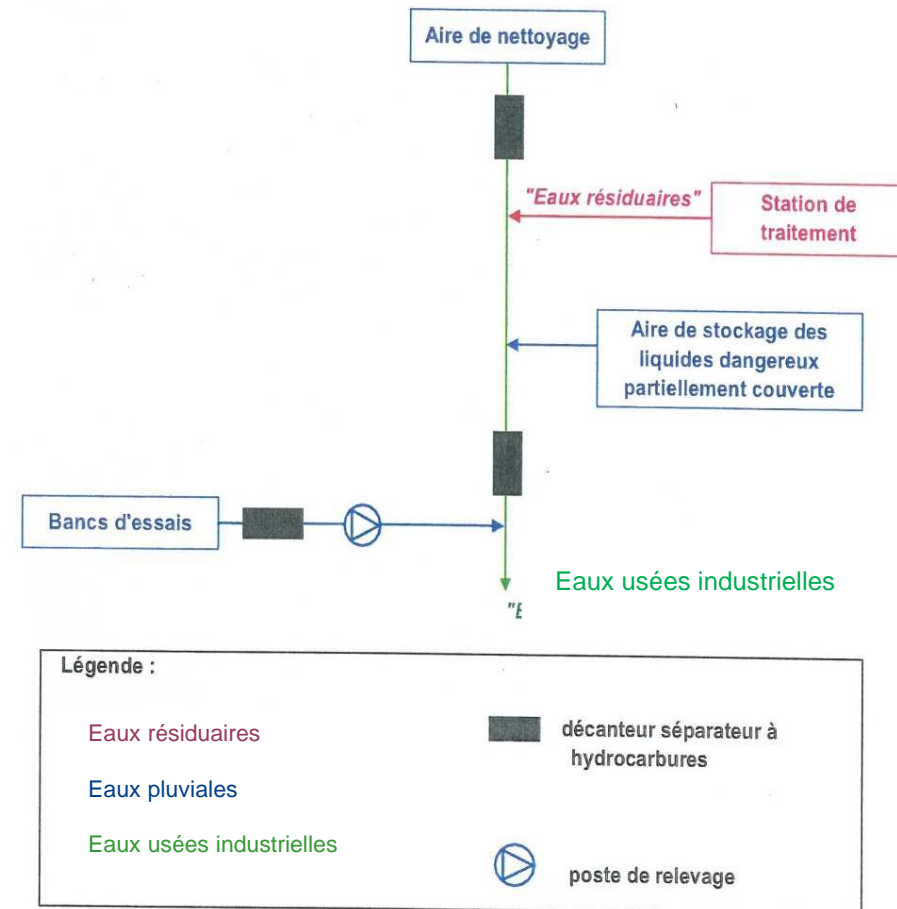 Aire de nettoyage
"Eaux résiduaires"
Station de
traitement
Aire de stockage des
liquides dangereux
partiellement couverte
Bancs d'essais
Eaux usées industrielles
"E
Légende :
Eaux résiduaires
décanteur séparateur à
hydrocarbures
Eaux pluviales
Eaux usées industrielles
poste de relevage